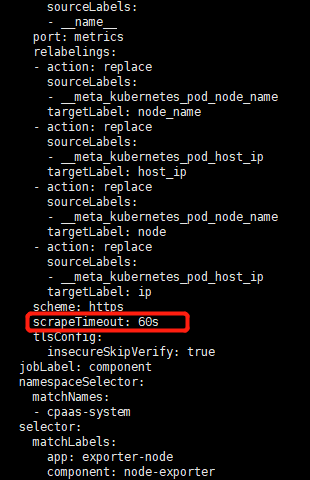 sourceLabels:
- __name__
port: metrics
relabelings:
- action: replace
sourceLabels:
- __meta_kubernetes_pod_node_name
targetLabel: node_name
- action: replace
sourceLabels:
- __meta_kubernetes_pod_host_ip
targetLabel: host_ip
- action: replace
sourceLabels:
- __meta_kubernetes_pod_node_name
targetLabel: node
- action: replace
sourceLabels:
- __meta_kubernetes_pod_host_ip
targetLabel: ip
scheme: https
scrapeTimeout: 60s
tlsConfig:
insecureSkipVerify: true
jobLabel: component
namespaceSelector:
matchNames:
- cpaas-system
selector:
matchLabels:
app: exporter-node
component: node-exporter